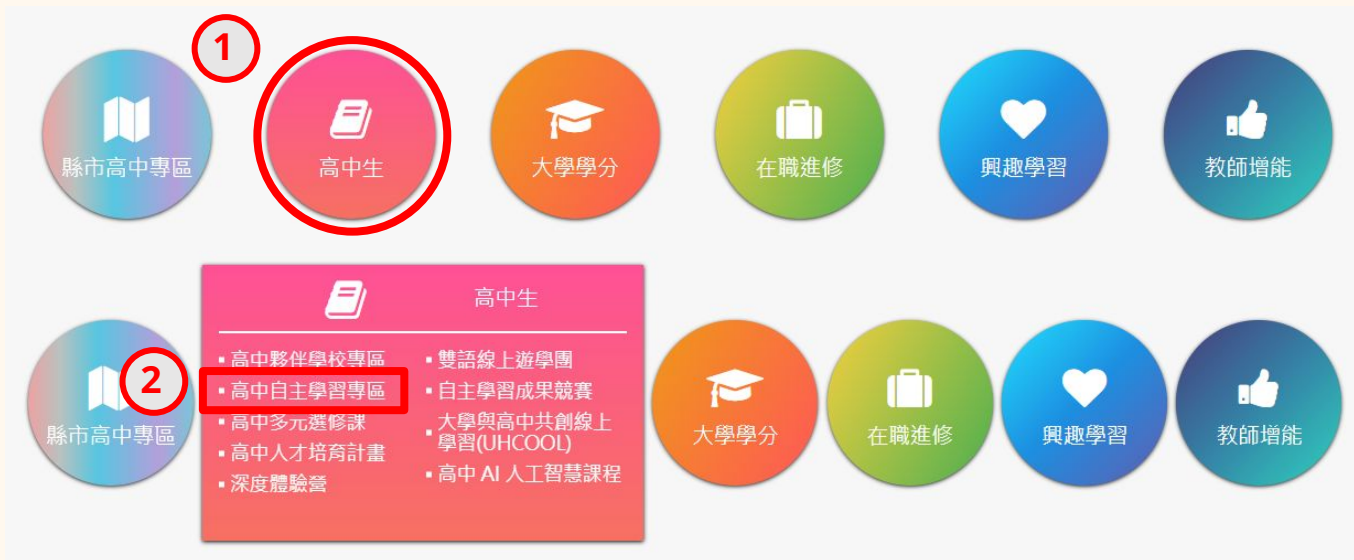 1
縣市高中專區
高中生
大學學分
在職進修
興趣學習
教師增能
高中生
2
縣市高中專區
高中夥伴學校專區
高中自主學習專區
高中多元選修課
高中人才培育計畫
深度體驗營
雙語線上遊學團
自主學習成果競賽
大學與高中共創線上
學習(UHCOOL)
高中 AI 人工智慧課程
大學學分
在職進修
興趣學習
教師增能